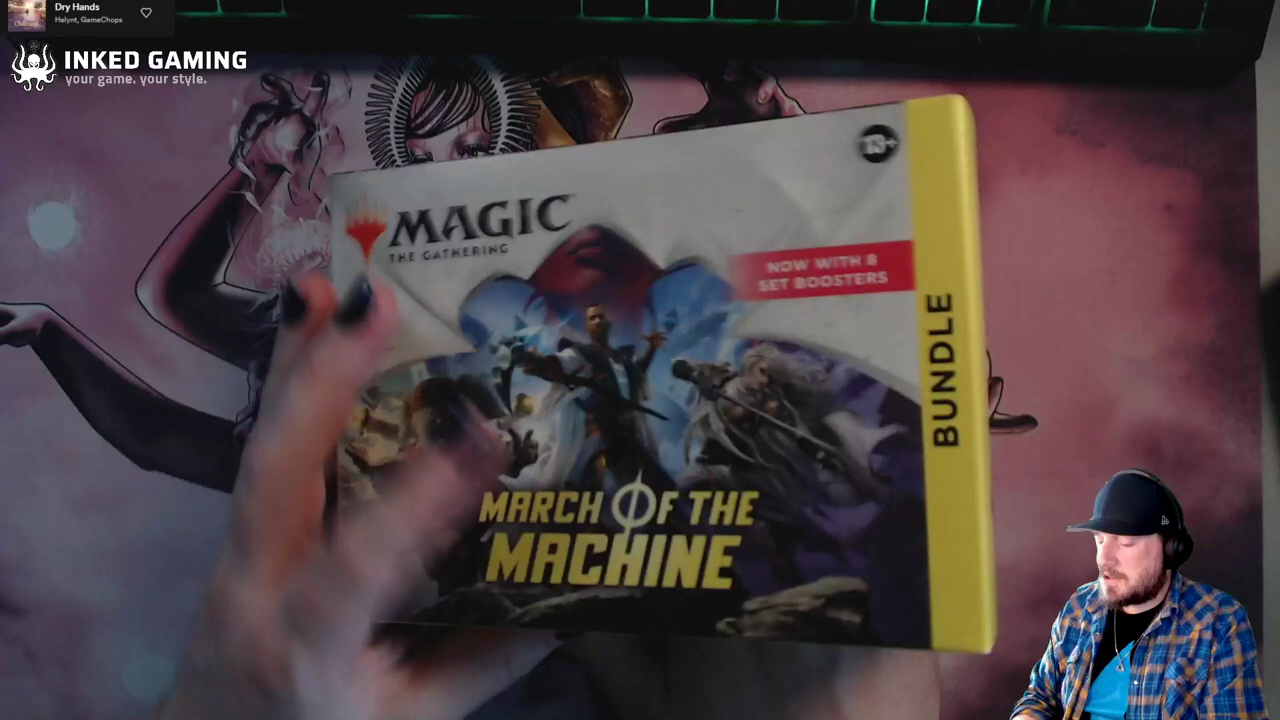 Dry Hands
Helynt, GameChops
INKED GAMING
your game. your style.
13+
MAGIC
THE GATHERING
NOW WITH 8
SET BOOSTERS
BUNDLE
MARCH OF THE
MACHINE